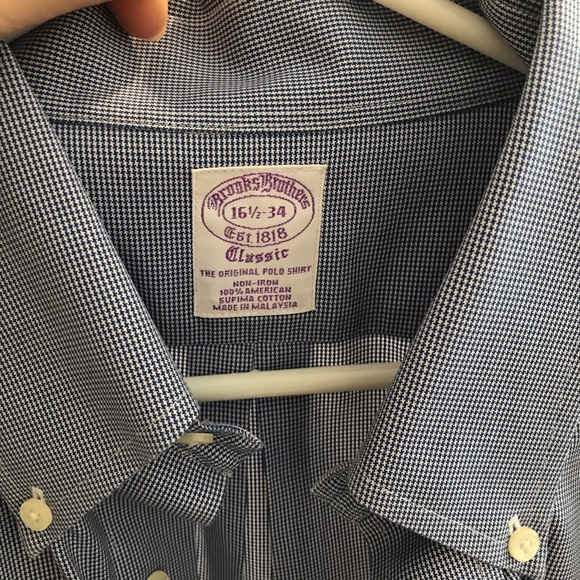 Brooks Brothers
16½-34
Est. 1818
Classic
THE ORIGINAL POLO SHIRT
NON-IRON
100% AMERICAN
SUPIMA COTTON
MADE IN MALAYSIA